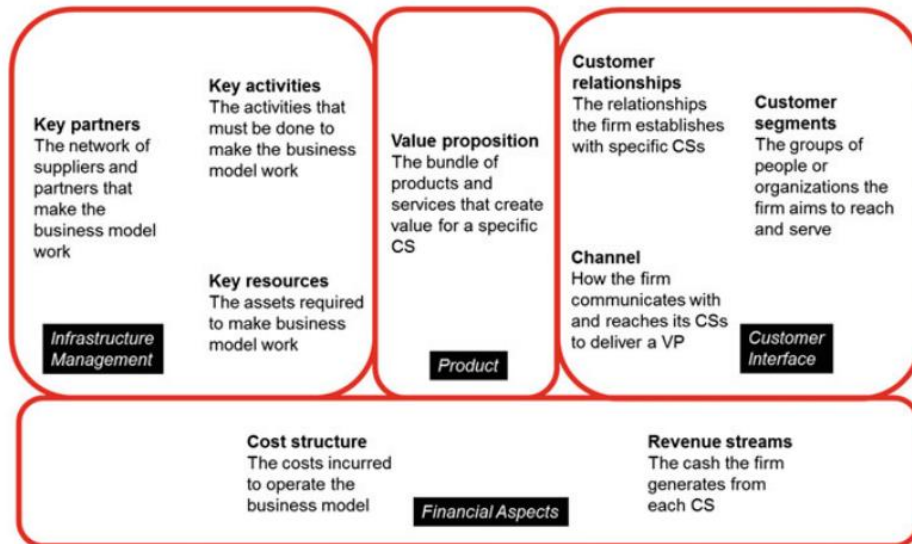 Key partners
The network of
suppliers and
partners that
make the
business model
work
Key activities
The activities that
must be done to
make the business
model work
Key resources
The assets required
to make business
model work
Infrastructure
Management
Value proposition
The bundle of
products and
services that create
value for a specific
CS
Product
Customer
relationships
The relationships
the firm establishes
with specific CSs
Channel
How the firm
communicates with
and reaches its CSs
to deliver a VP
Customer
segments
The groups of
people or
organizations the
firm aims to reach
and serve
Customer
Interface
Cost structure
The costs incurred
to operate the
business model
Financial Aspects
Revenue streams
The cash the firm
generates from
each CS